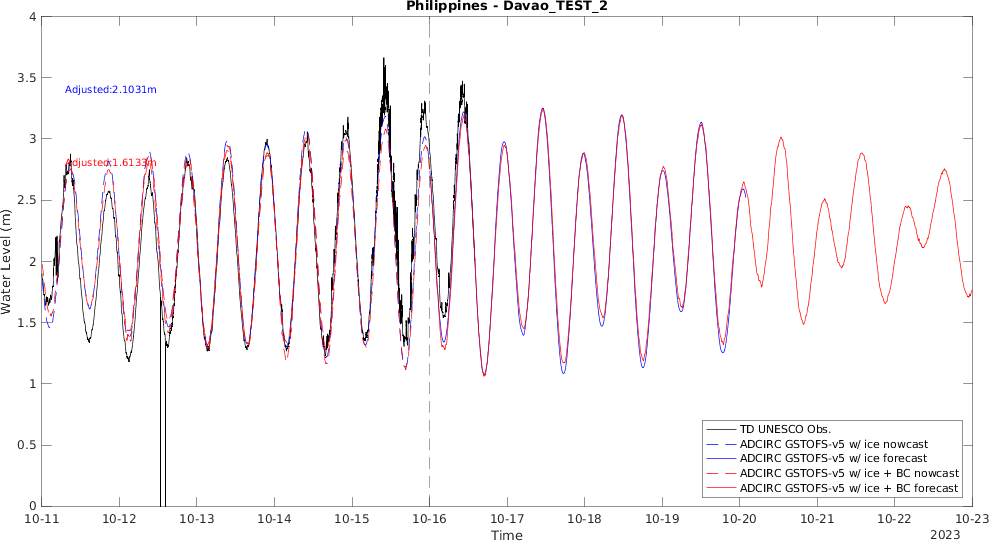 Philippines - Davao_TEST_2
4
3.5
3
2.5
2
1.5
1
0.5
0
Water Level (m)
Adjusted:2.1031m
Adjusted:1.6133m
TD UNESCO Obs.
ADCIRC GSTOFS-v5 w/ ice nowcast
ADCIRC GSTOFS-v5 w/ ice forecast
ADCIRC GSTOFS-v5 w/ ice + BC nowcast
ADCIRC GSTOFS-v5 w/ ice + BC forecast
10-11 10-12 10-13 10-14 10-15 10-16 10-17 10-18 10-19 10-20 10-21 10-22 10-23
Time
2023